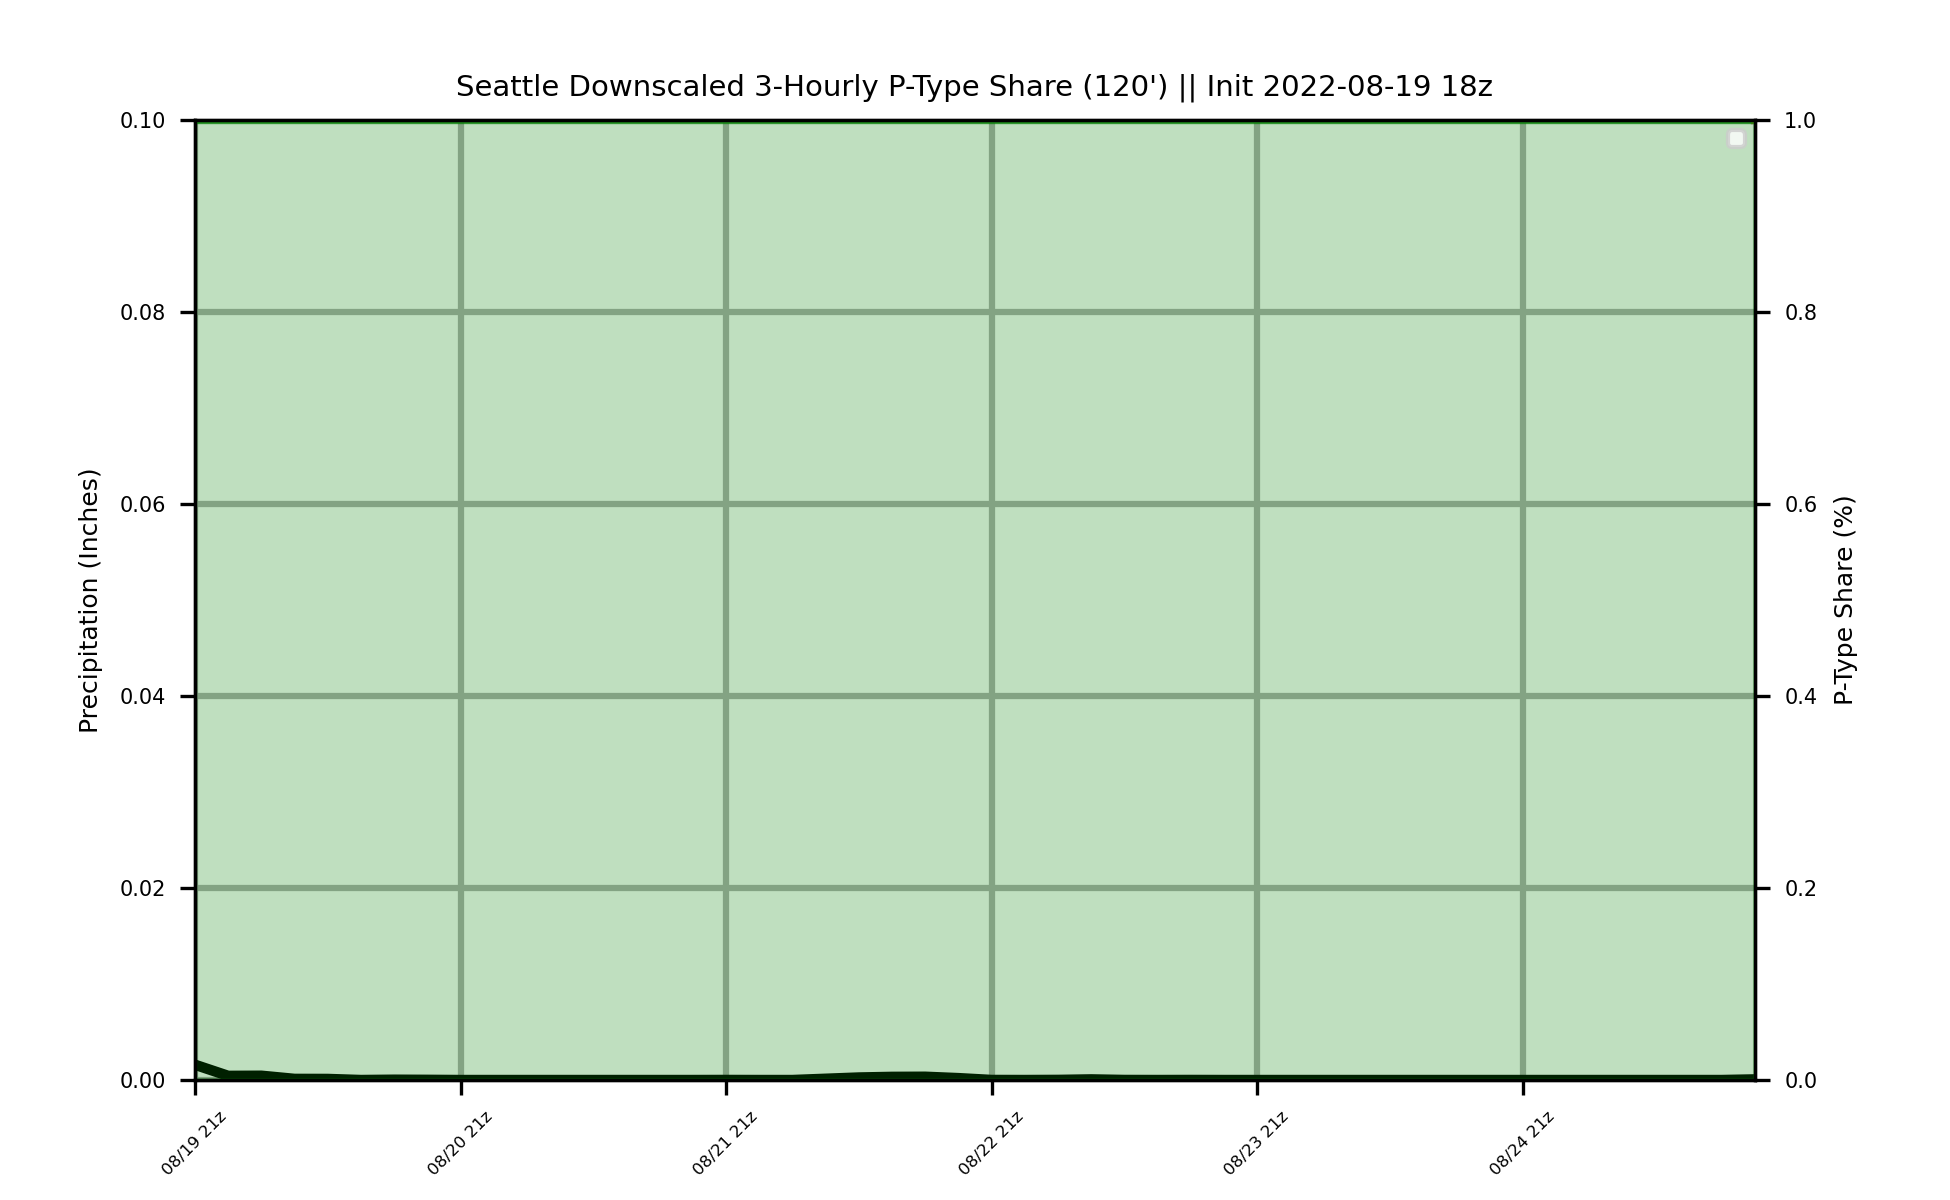 Seattle Downscaled 3-Hourly P-Type Share (120') || Init 2022-08-19 18z
Precipitation (Inches)
0.10
0.08
0.06
0.04
0.02
0.00
1.0
0.8
0.6
0.4
0.2
0.0
P-Type Share (%)
08/19 21z
08/20 21z
08/21 21z
08/22 21z
08/23 21z
08/24 21z